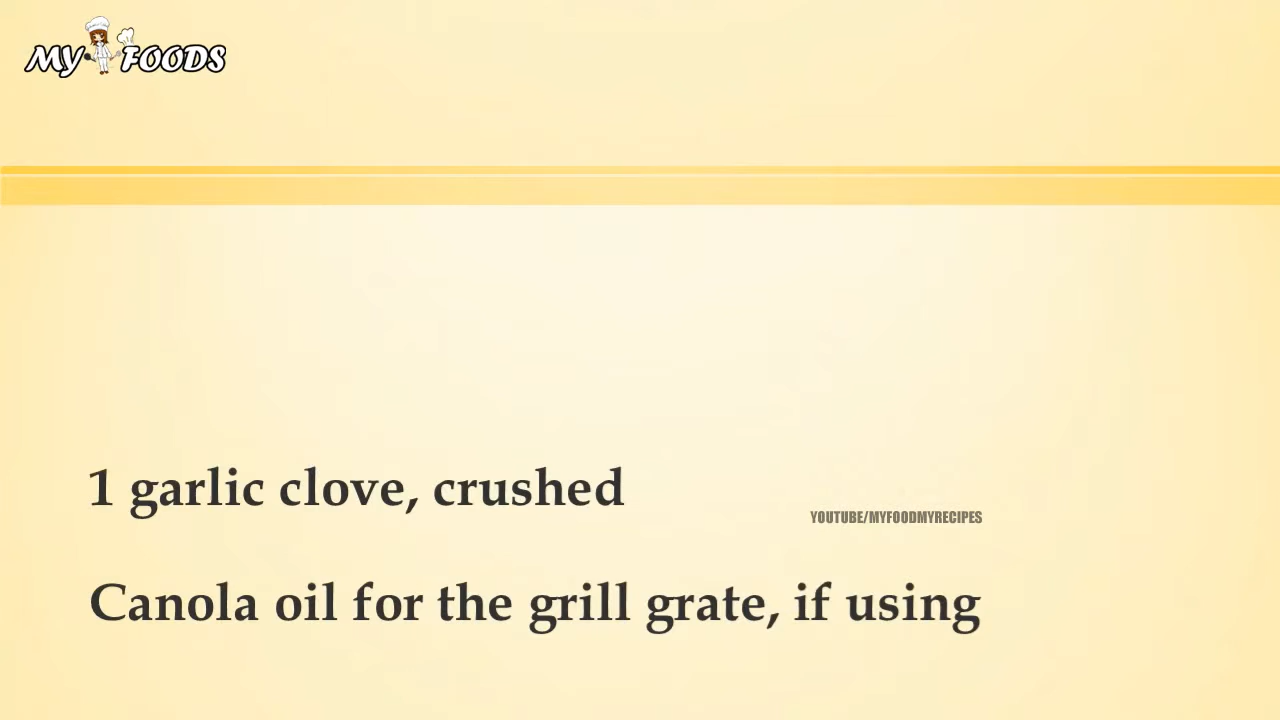 MY FOODS
1 garlic clove, crushed
YOUTUBE/MYFOODMYRECIPES
Canola oil for the grill grate, if using